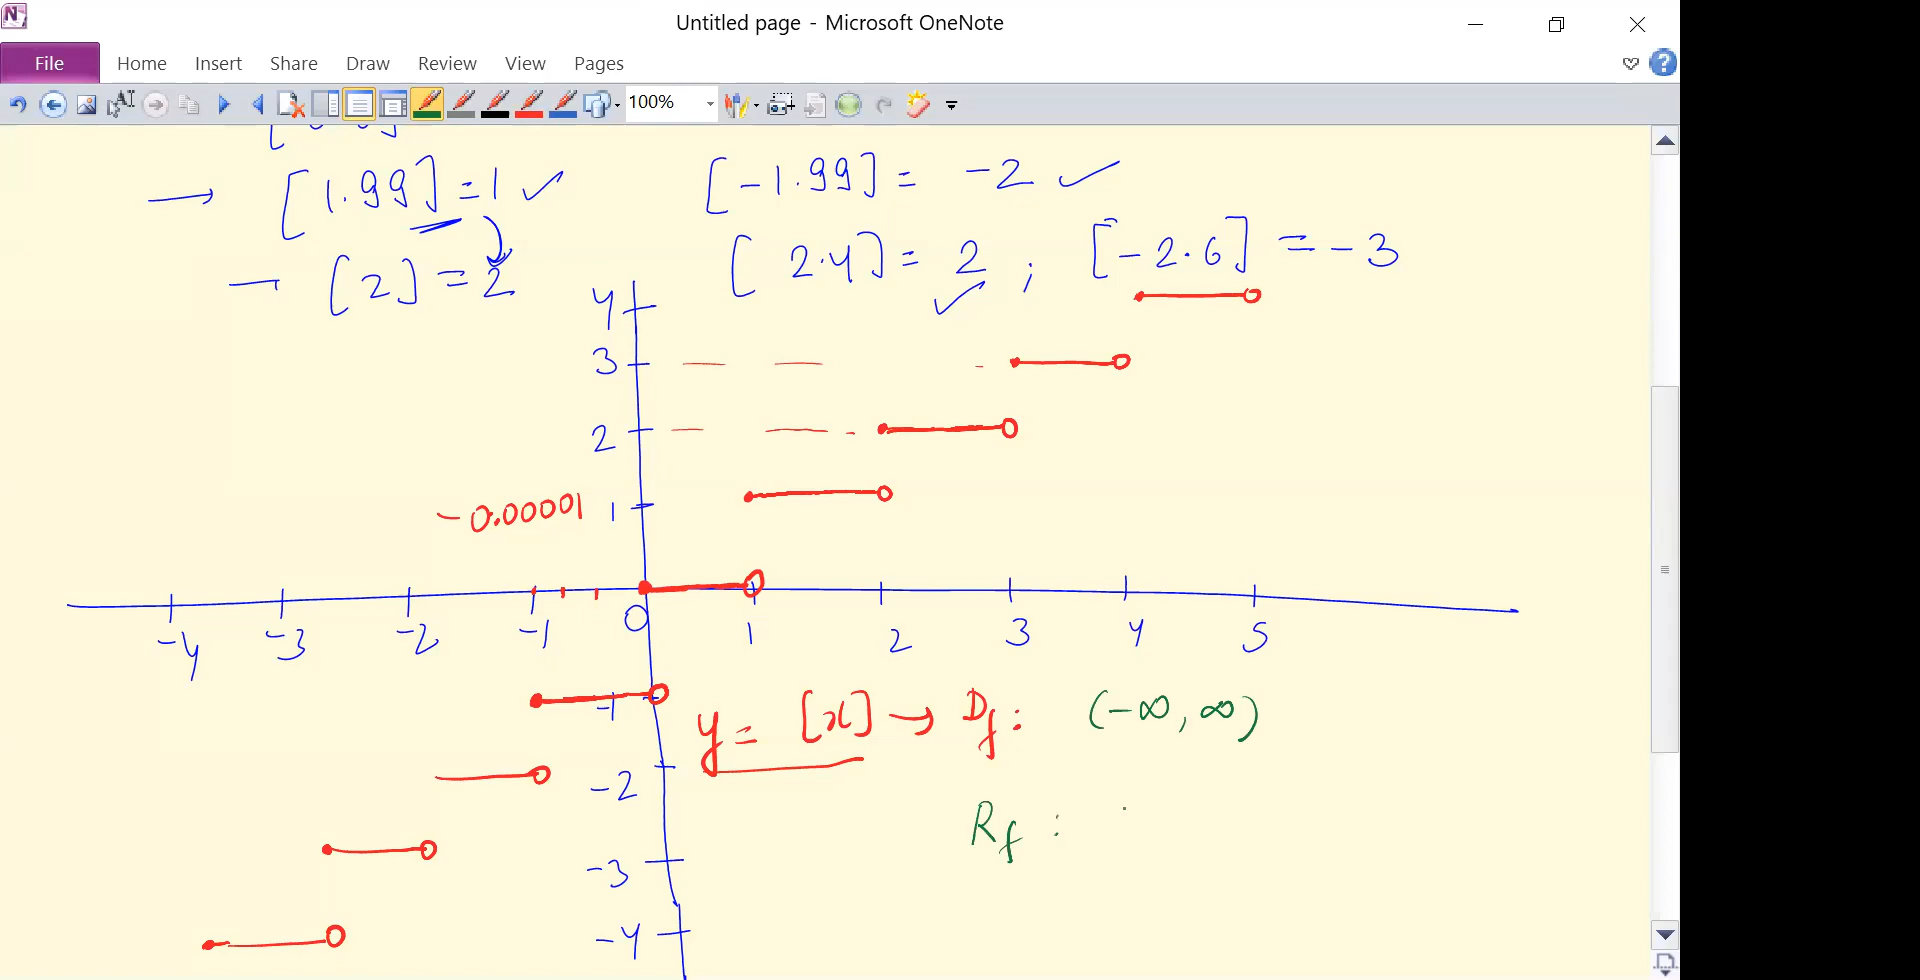 Untitled page - Microsoft OneNote
File Home Insert Share Draw Review View Pages
100%
→ [1.99] = 1 ✓ [-1.99] = -2 ✓
→ [2] = 2 [2.4] = 2 ✓ ; [-2.6] = -3
y
3
2
-0.00001 1
-4 -3 -2 -1 0 1 2 3 4 5
-1 y = [x] → Df : (-∞, ∞)
-2
Rf :
-3
-4